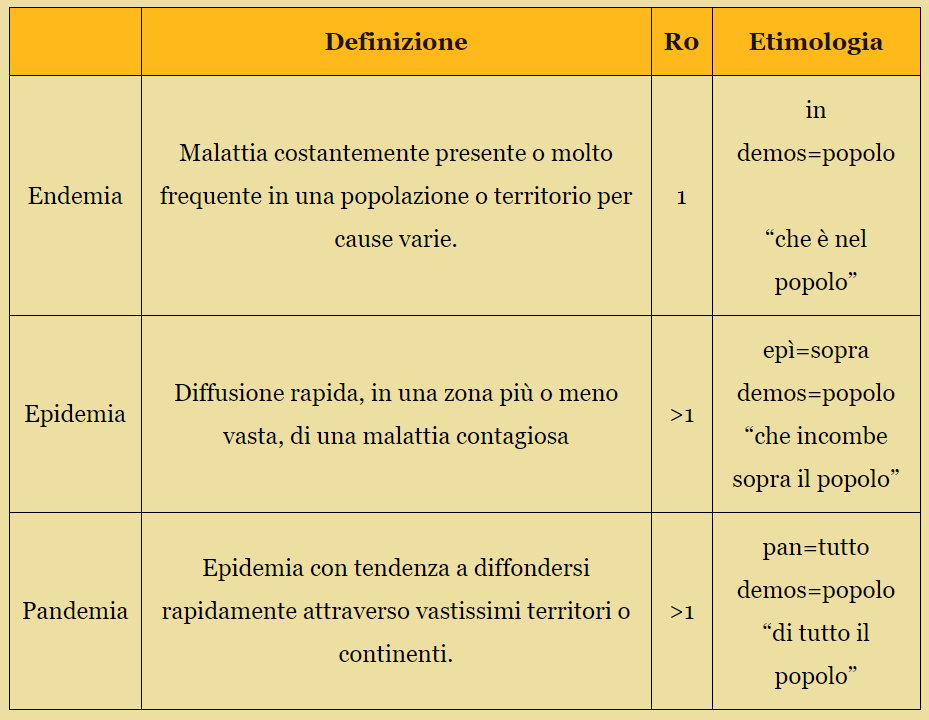 Definizione R0 Etimologia
Endemia
Malattia costantemente presente o molto
frequente in una popolazione o territorio per
cause varie.
1
in
demos=popolo
“che è nel
popolo”
Epidemia
Diffusione rapida, in una zona più o meno
vasta, di una malattia contagiosa
>1
epì=sopra
demos=popolo
“che incombe
sopra il popolo”
Pandemia
Epidemia con tendenza a diffondersi
rapidamente attraverso vastissimi territori o
continenti.
>1
pan=tutto
demos=popolo
“di tutto il
popolo”